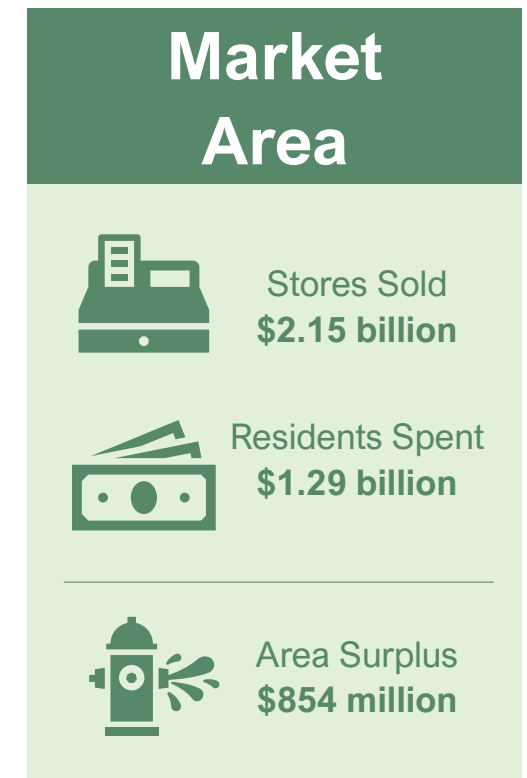 Market
Area
Stores Sold
$2.15 billion
Residents Spent
$1.29 billion
Area Surplus
$854 million